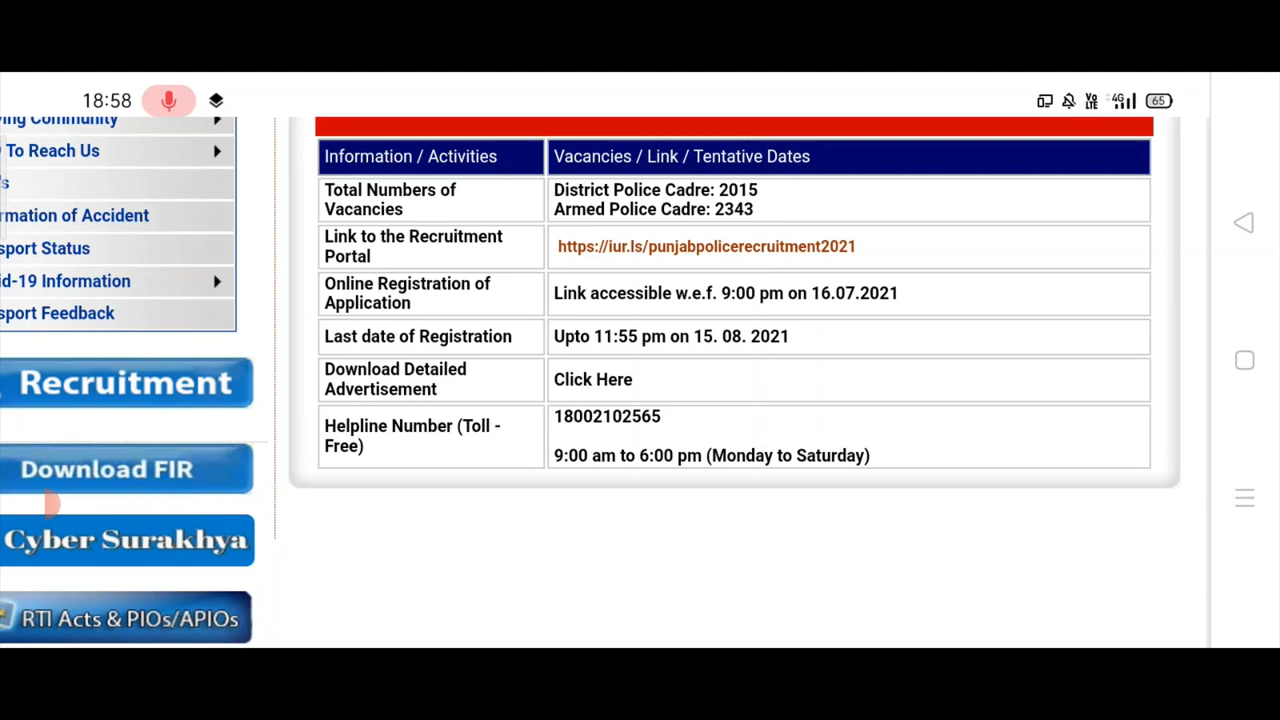 18:58
Vo LTE 4G 65
ying Community
To Reach Us
's
rmation of Accident
sport Status
id-19 Information
sport Feedback
Recruitment
Download FIR
Cyber Surakhya
RTI Acts & PIOs/APIOs
Information / Activities Vacancies / Link / Tentative Dates
Total Numbers of
Vacancies
District Police Cadre: 2015
Armed Police Cadre: 2343
Link to the Recruitment
Portal
https://iur.ls/punjabpolicerecruitment2021
Online Registration of
Application
Link accessible w.e.f. 9:00 pm on 16.07.2021
Last date of Registration
Upto 11:55 pm on 15. 08. 2021
Download Detailed
Advertisement
Click Here
Helpline Number (Toll -
Free)
18002102565
9:00 am to 6:00 pm (Monday to Saturday)